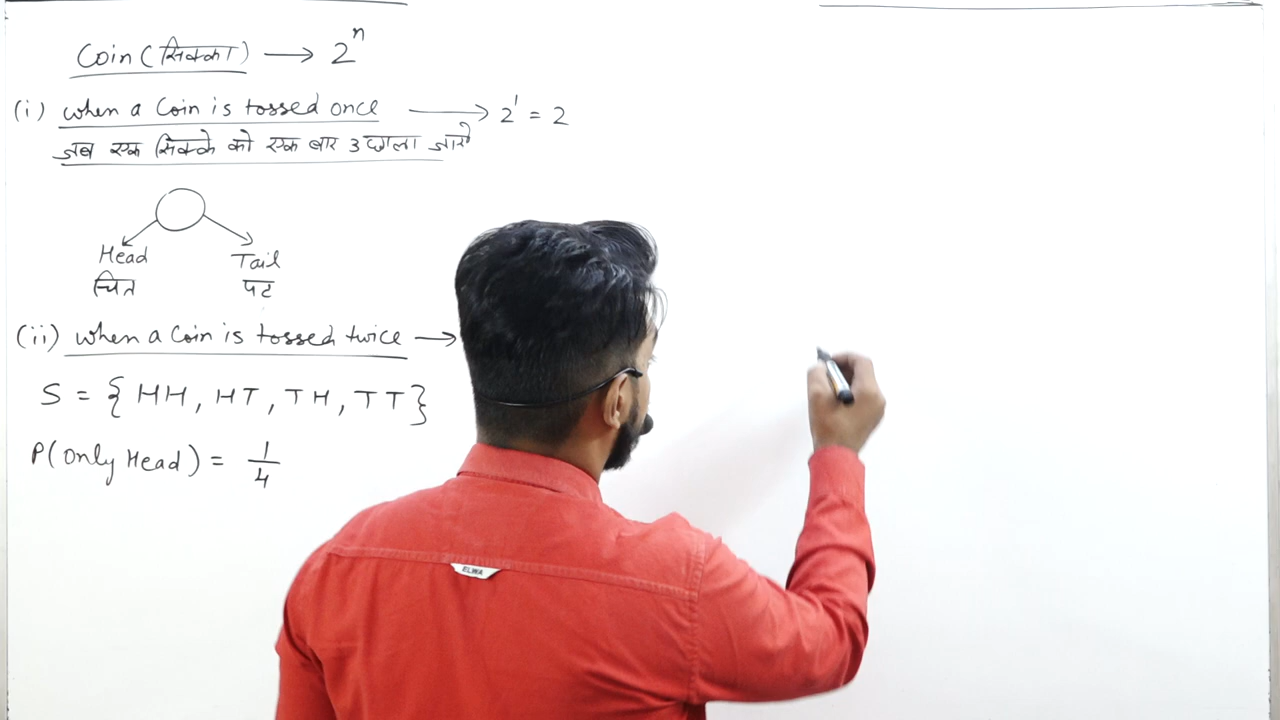 Coin (सिक्का) → 2ⁿ
(i) when a Coin is tossed once → 2¹ = 2
जब एक सिक्के को एक बार उछाला जाये
Head Tail
चित पट
(ii) when a Coin is tossed twice →
S = { HH, HT, TH, TT }
P(only Head) = 1/4
ELWA